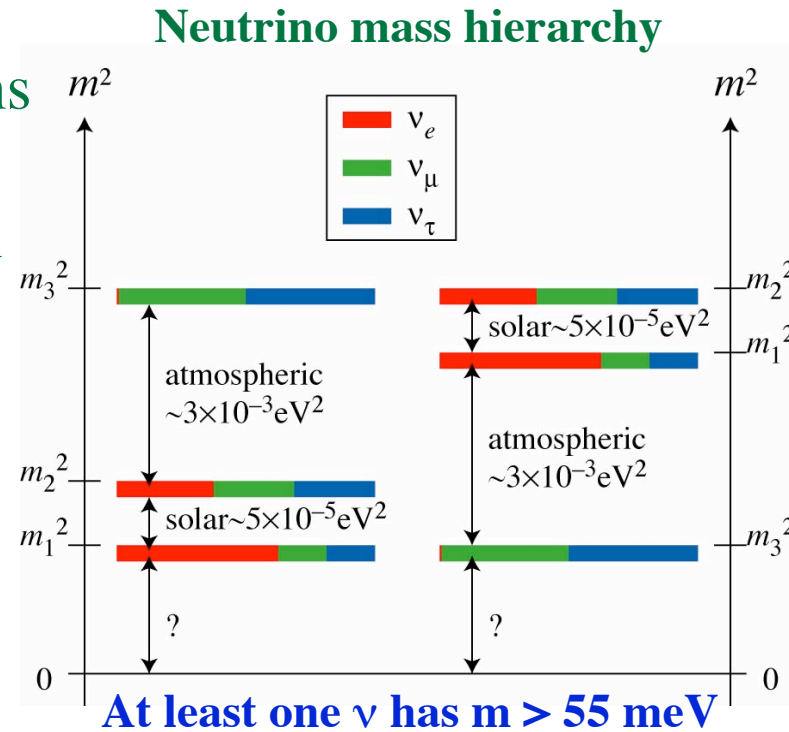 Neutrino mass hierarchy
ns
m²
m²
νe
νμ
ντ
m₃²
m₂²
solar~5×10⁻⁵eV²
m₁²
atmospheric
~3×10⁻³eV²
atmospheric
~3×10⁻³eV²
m₂²
solar~5×10⁻⁵eV²
m₁²
m₃²
?
?
0
0
At least one ν has m > 55 meV